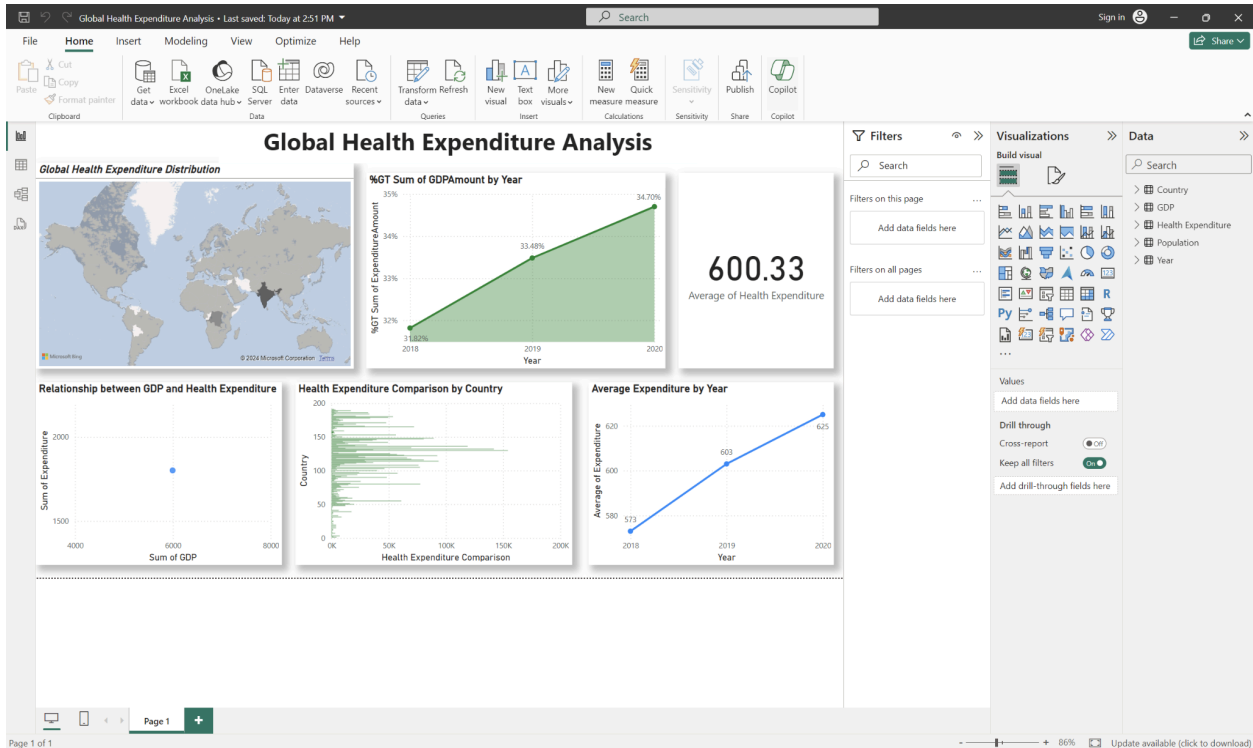 Global Health Expenditure Analysis • Last saved: Today at 2:51 PM
Search
Sign in
File Home Insert Modeling View Optimize Help
Share
Paste
Cut
Copy
Format painter
Clipboard
Get data
Excel workbook
OneLake data hub
SQL Server
Enter data
Dataverse
Recent sources
Data
Transform data
Refresh
Queries
New visual
Text box
More visuals
Insert
New measure
Quick measure
Calculations
Sensitivity
Sensitivity
Publish
Share
Copilot
Copilot
Global Health Expenditure Analysis
Global Health Expenditure Distribution
Microsoft Bing
© 2024 Microsoft Corporation Terms
%GT Sum of GDPAmount by Year
%GT Sum of ExpenditureAmount
35%
34%
33%
32%
31.82%
33.48%
34.70%
2018 2019 2020
Year
600.33
Average of Health Expenditure
Relationship between GDP and Health Expenditure
Sum of Expenditure
2000
1500
4000 6000 8000
Sum of GDP
Health Expenditure Comparison by Country
Country
200
150
100
50
0
0K 50K 100K 150K 200K
Health Expenditure Comparison
Average Expenditure by Year
Average of Expenditure
620
600
580
573
603
625
2018 2019 2020
Year
Filters
Search
Filters on this page
...
Add data fields here
Filters on all pages
...
Add data fields here
Visualizations
Build visual
123
R
Py
...
Values
Add data fields here
Drill through
Cross-report
Off
Keep all filters
On
Add drill-through fields here
Data
Search
Country
GDP
Health Expenditure
Population
Year
Page 1
+
Page 1 of 1
- + 86%
Update available (click to download)